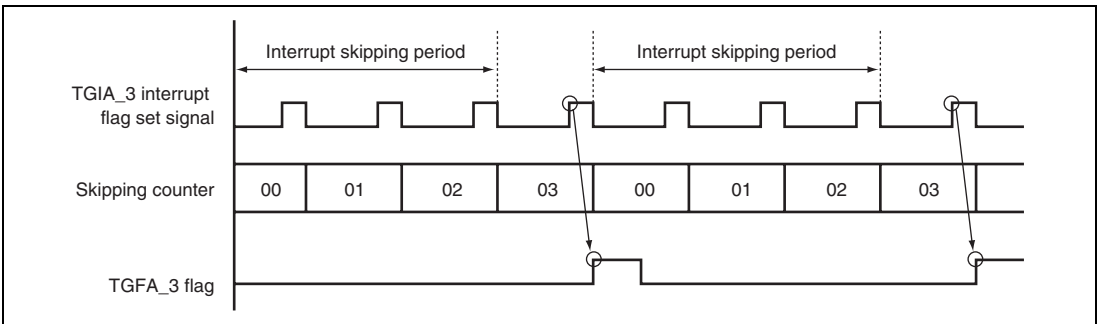 Interrupt skipping period
Interrupt skipping period
TGIA_3 interrupt
flag set signal
Skipping counter
00
01
02
03
00
01
02
03
TGFA_3 flag